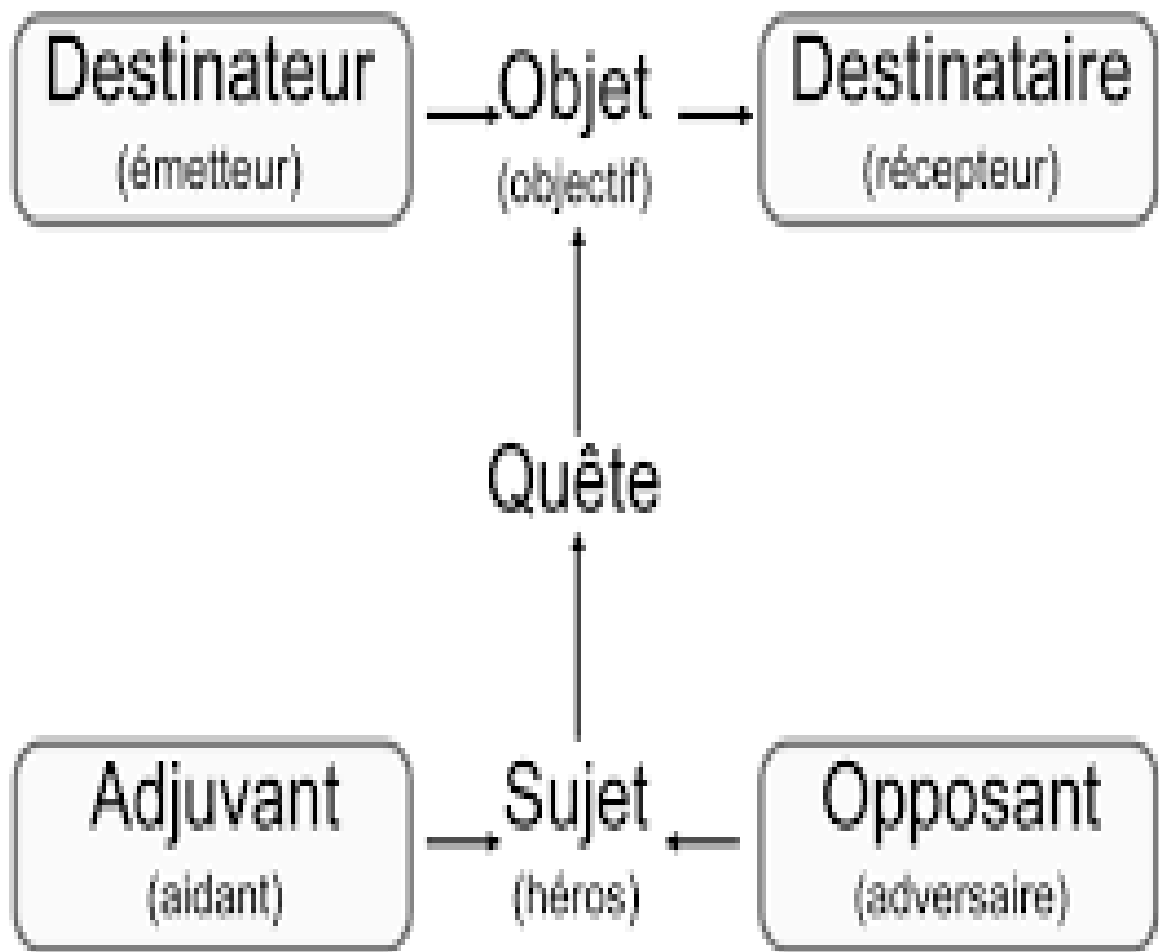 Destinateur
(émetteur)
Objet
(objectif)
Destinataire
(récepteur)
Quête
Adjuvant
(aidant)
Sujet
(héros)
Opposant
(adversaire)